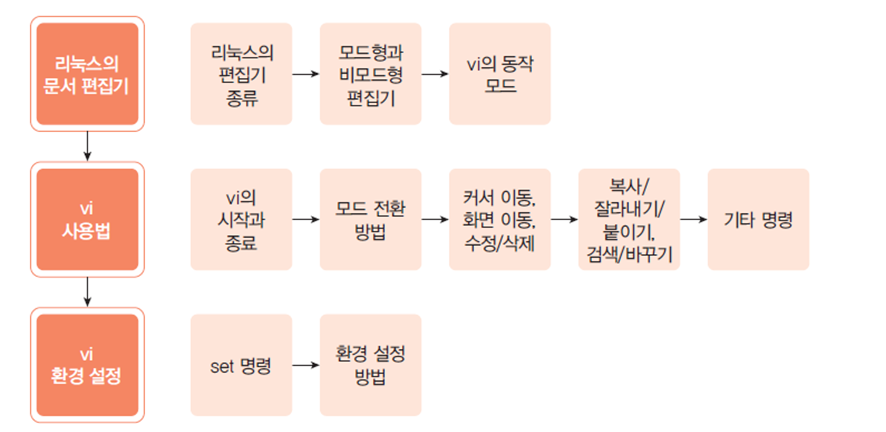 리눅스의
문서 편집기
리눅스의
편집기
종류
모드형과
비모드형
편집기
vi의 동작
모드
vi
사용법
vi의
시작과
종료
모드 전환
방법
커서 이동,
화면 이동,
수정/삭제
복사/
잘라내기/
붙이기,
검색/바꾸기
기타 명령
vi
환경 설정
set 명령
환경 설정
방법